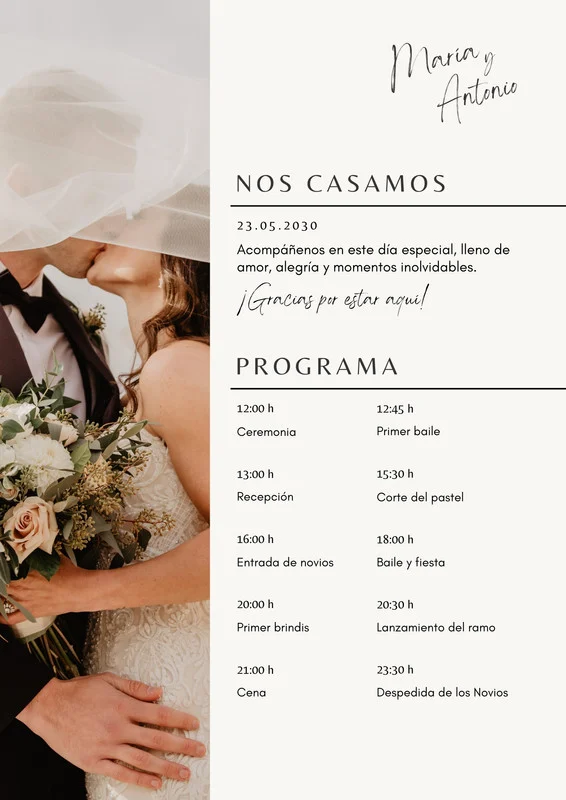 María y
Antonio
NOS CASAMOS
23.05.2030
Acompáñenos en este día especial, lleno de
amor, alegría y momentos inolvidables.
¡Gracias por estar aquí!
PROGRAMA
12:00 h
Ceremonia
12:45 h
Primer baile
13:00 h
Recepción
15:30 h
Corte del pastel
16:00 h
Entrada de novios
18:00 h
Baile y fiesta
20:00 h
Primer brindis
20:30 h
Lanzamiento del ramo
21:00 h
Cena
23:30 h
Despedida de los Novios